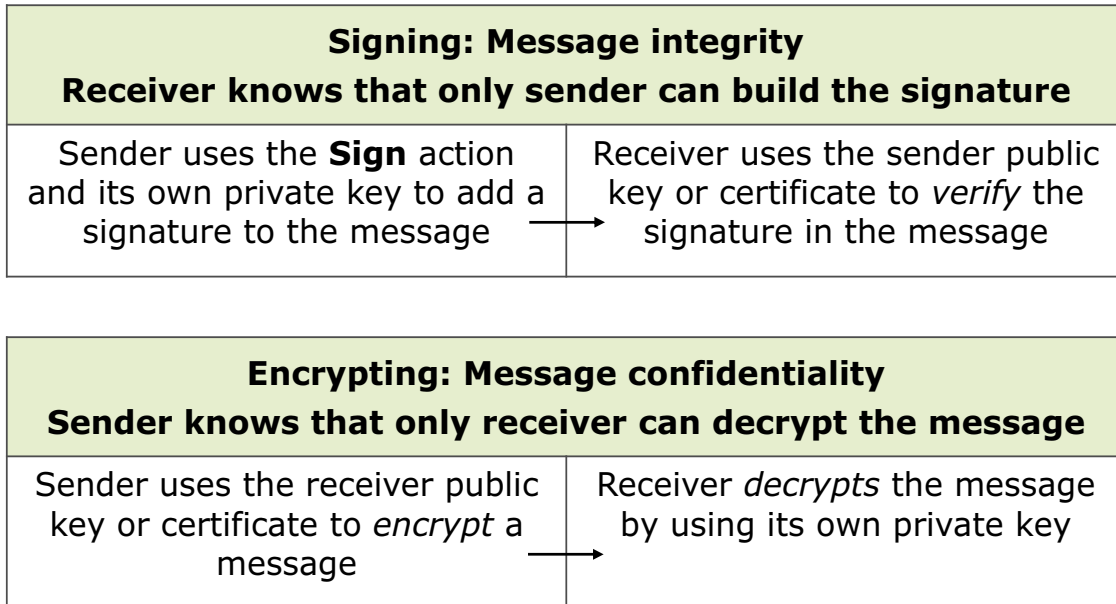 Signing: Message integrity
Receiver knows that only sender can build the signature
Sender uses the Sign action
and its own private key to add a
signature to the message
Receiver uses the sender public
key or certificate to verify the
signature in the message
Encrypting: Message confidentiality
Sender knows that only receiver can decrypt the message
Sender uses the receiver public
key or certificate to encrypt a
message
Receiver decrypts the message
by using its own private key